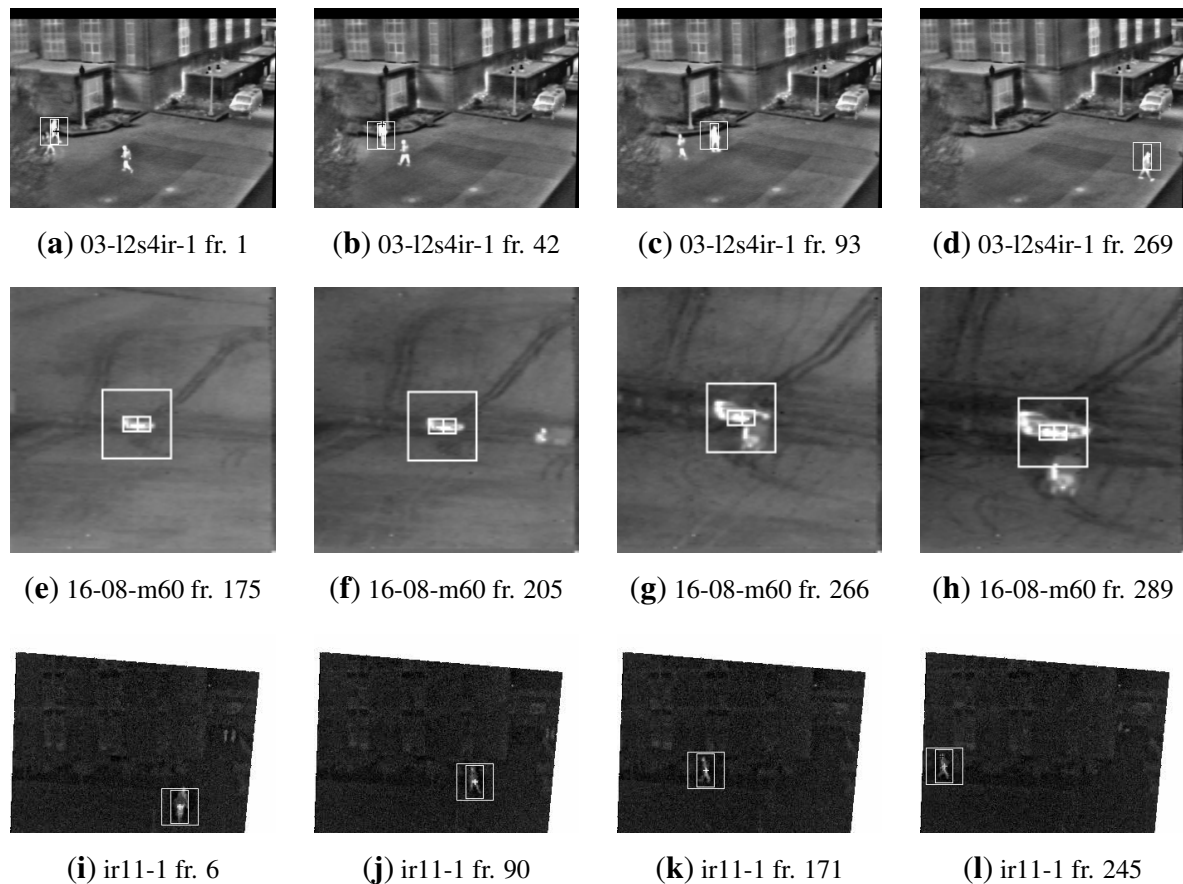 (a) 03-l2s4ir-1 fr. 1
(b) 03-l2s4ir-1 fr. 42
(c) 03-l2s4ir-1 fr. 93
(d) 03-l2s4ir-1 fr. 269
(e) 16-08-m60 fr. 175
(f) 16-08-m60 fr. 205
(g) 16-08-m60 fr. 266
(h) 16-08-m60 fr. 289
(i) ir11-1 fr. 6
(j) ir11-1 fr. 90
(k) ir11-1 fr. 171
(l) ir11-1 fr. 245